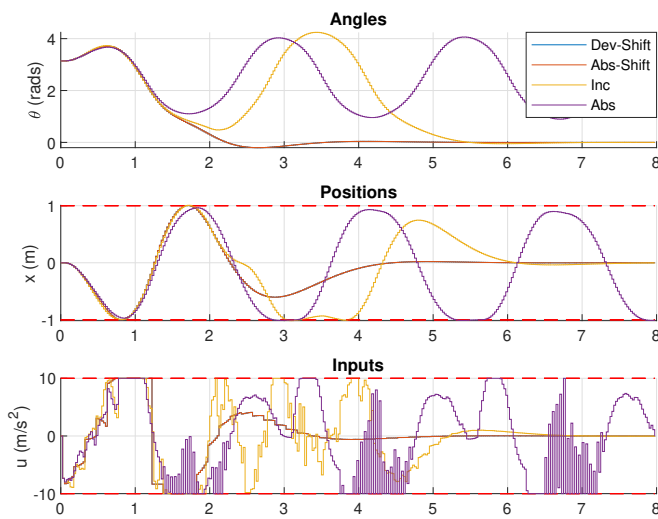 Angles
4
2
0
θ (rads)
Dev-Shift
Abs-Shift
Inc
Abs
0 1 2 3 4 5 6 7 8
Positions
1
0
-1
x (m)
0 1 2 3 4 5 6 7 8
Inputs
10
0
-10
u (m/s²)
0 1 2 3 4 5 6 7 8